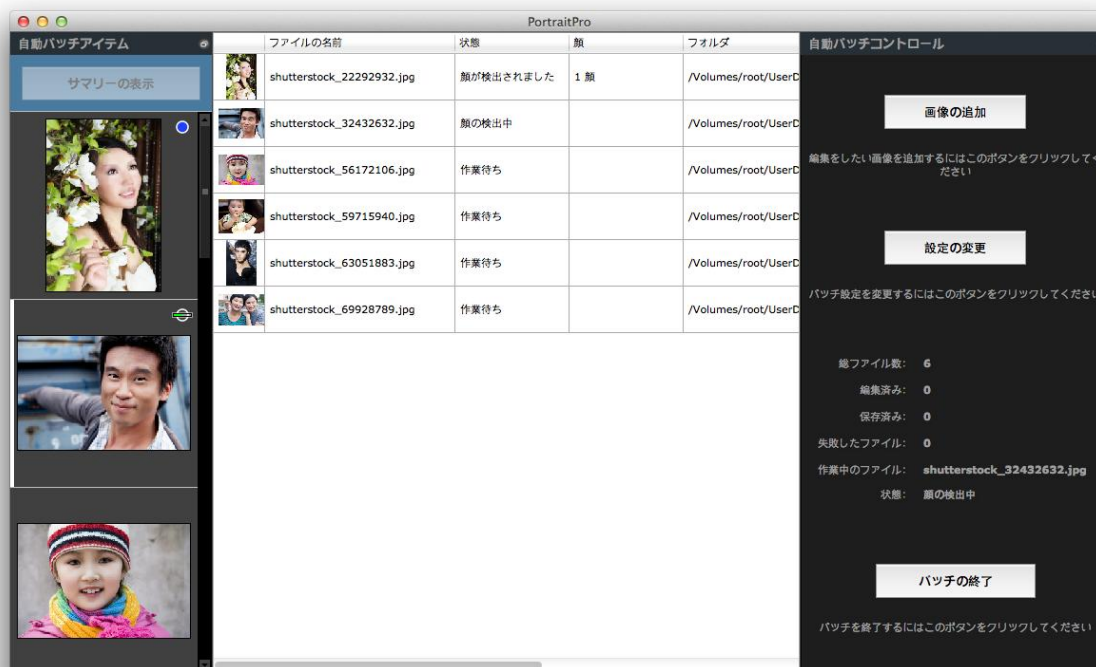 PortraitPro
自動バッチアイテム
サマリーの表示
ファイルの名前 状態 顔 フォルダ
shutterstock_22292932.jpg 顔が検出されました 1 顔 /Volumes/root/UserD
shutterstock_32432632.jpg 顔の検出中 /Volumes/root/UserD
shutterstock_56172106.jpg 作業待ち /Volumes/root/UserD
shutterstock_59715940.jpg 作業待ち /Volumes/root/UserD
shutterstock_63051883.jpg 作業待ち /Volumes/root/UserD
shutterstock_69928789.jpg 作業待ち /Volumes/root/UserD
自動バッチコントロール
画像の追加
編集をしたい画像を追加するにはこのボタンをクリックしてく
ださい
設定の変更
バッチ設定を変更するにはこのボタンをクリックしてください
総ファイル数: 6
編集済み: 0
保存済み: 0
失敗したファイル: 0
作業中のファイル: shutterstock_32432632.jpg
状態: 顔の検出中
バッチの終了
バッチを終了するにはこのボタンをクリックしてください